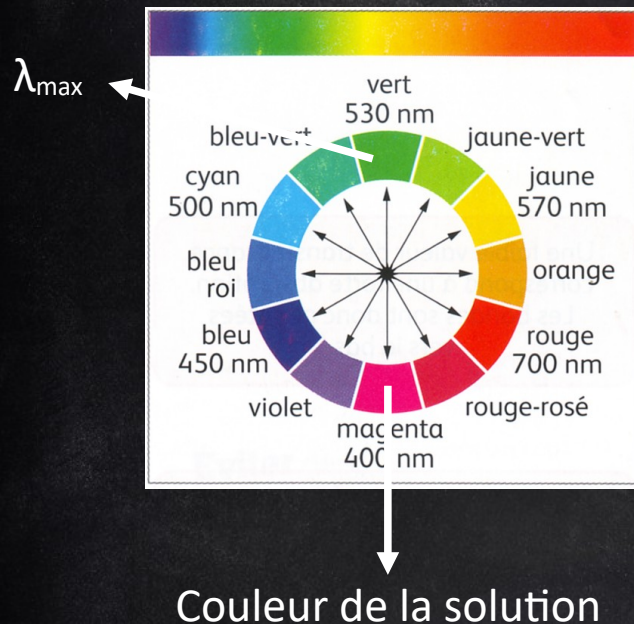 λmax
vert
530 nm
bleu-vert
jaune-vert
cyan
500 nm
jaune
570 nm
bleu
roi
orange
bleu
450 nm
rouge
700 nm
violet
rouge-rosé
magenta
400 nm
Couleur de la solution